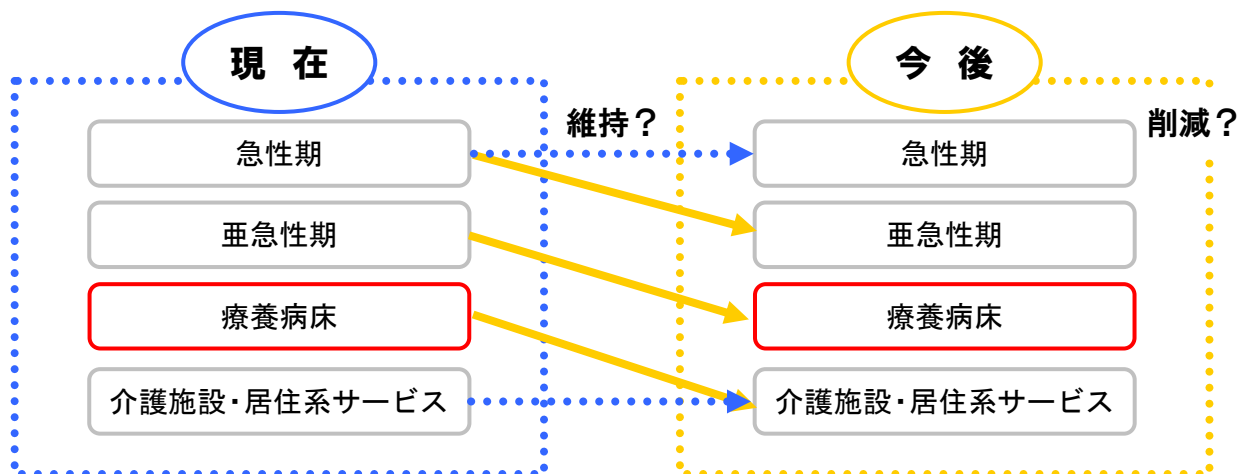 現 在
今 後
維持？
削減？
急性期
亜急性期
療養病床
介護施設・居住系サービス
急性期
亜急性期
療養病床
介護施設・居住系サービス